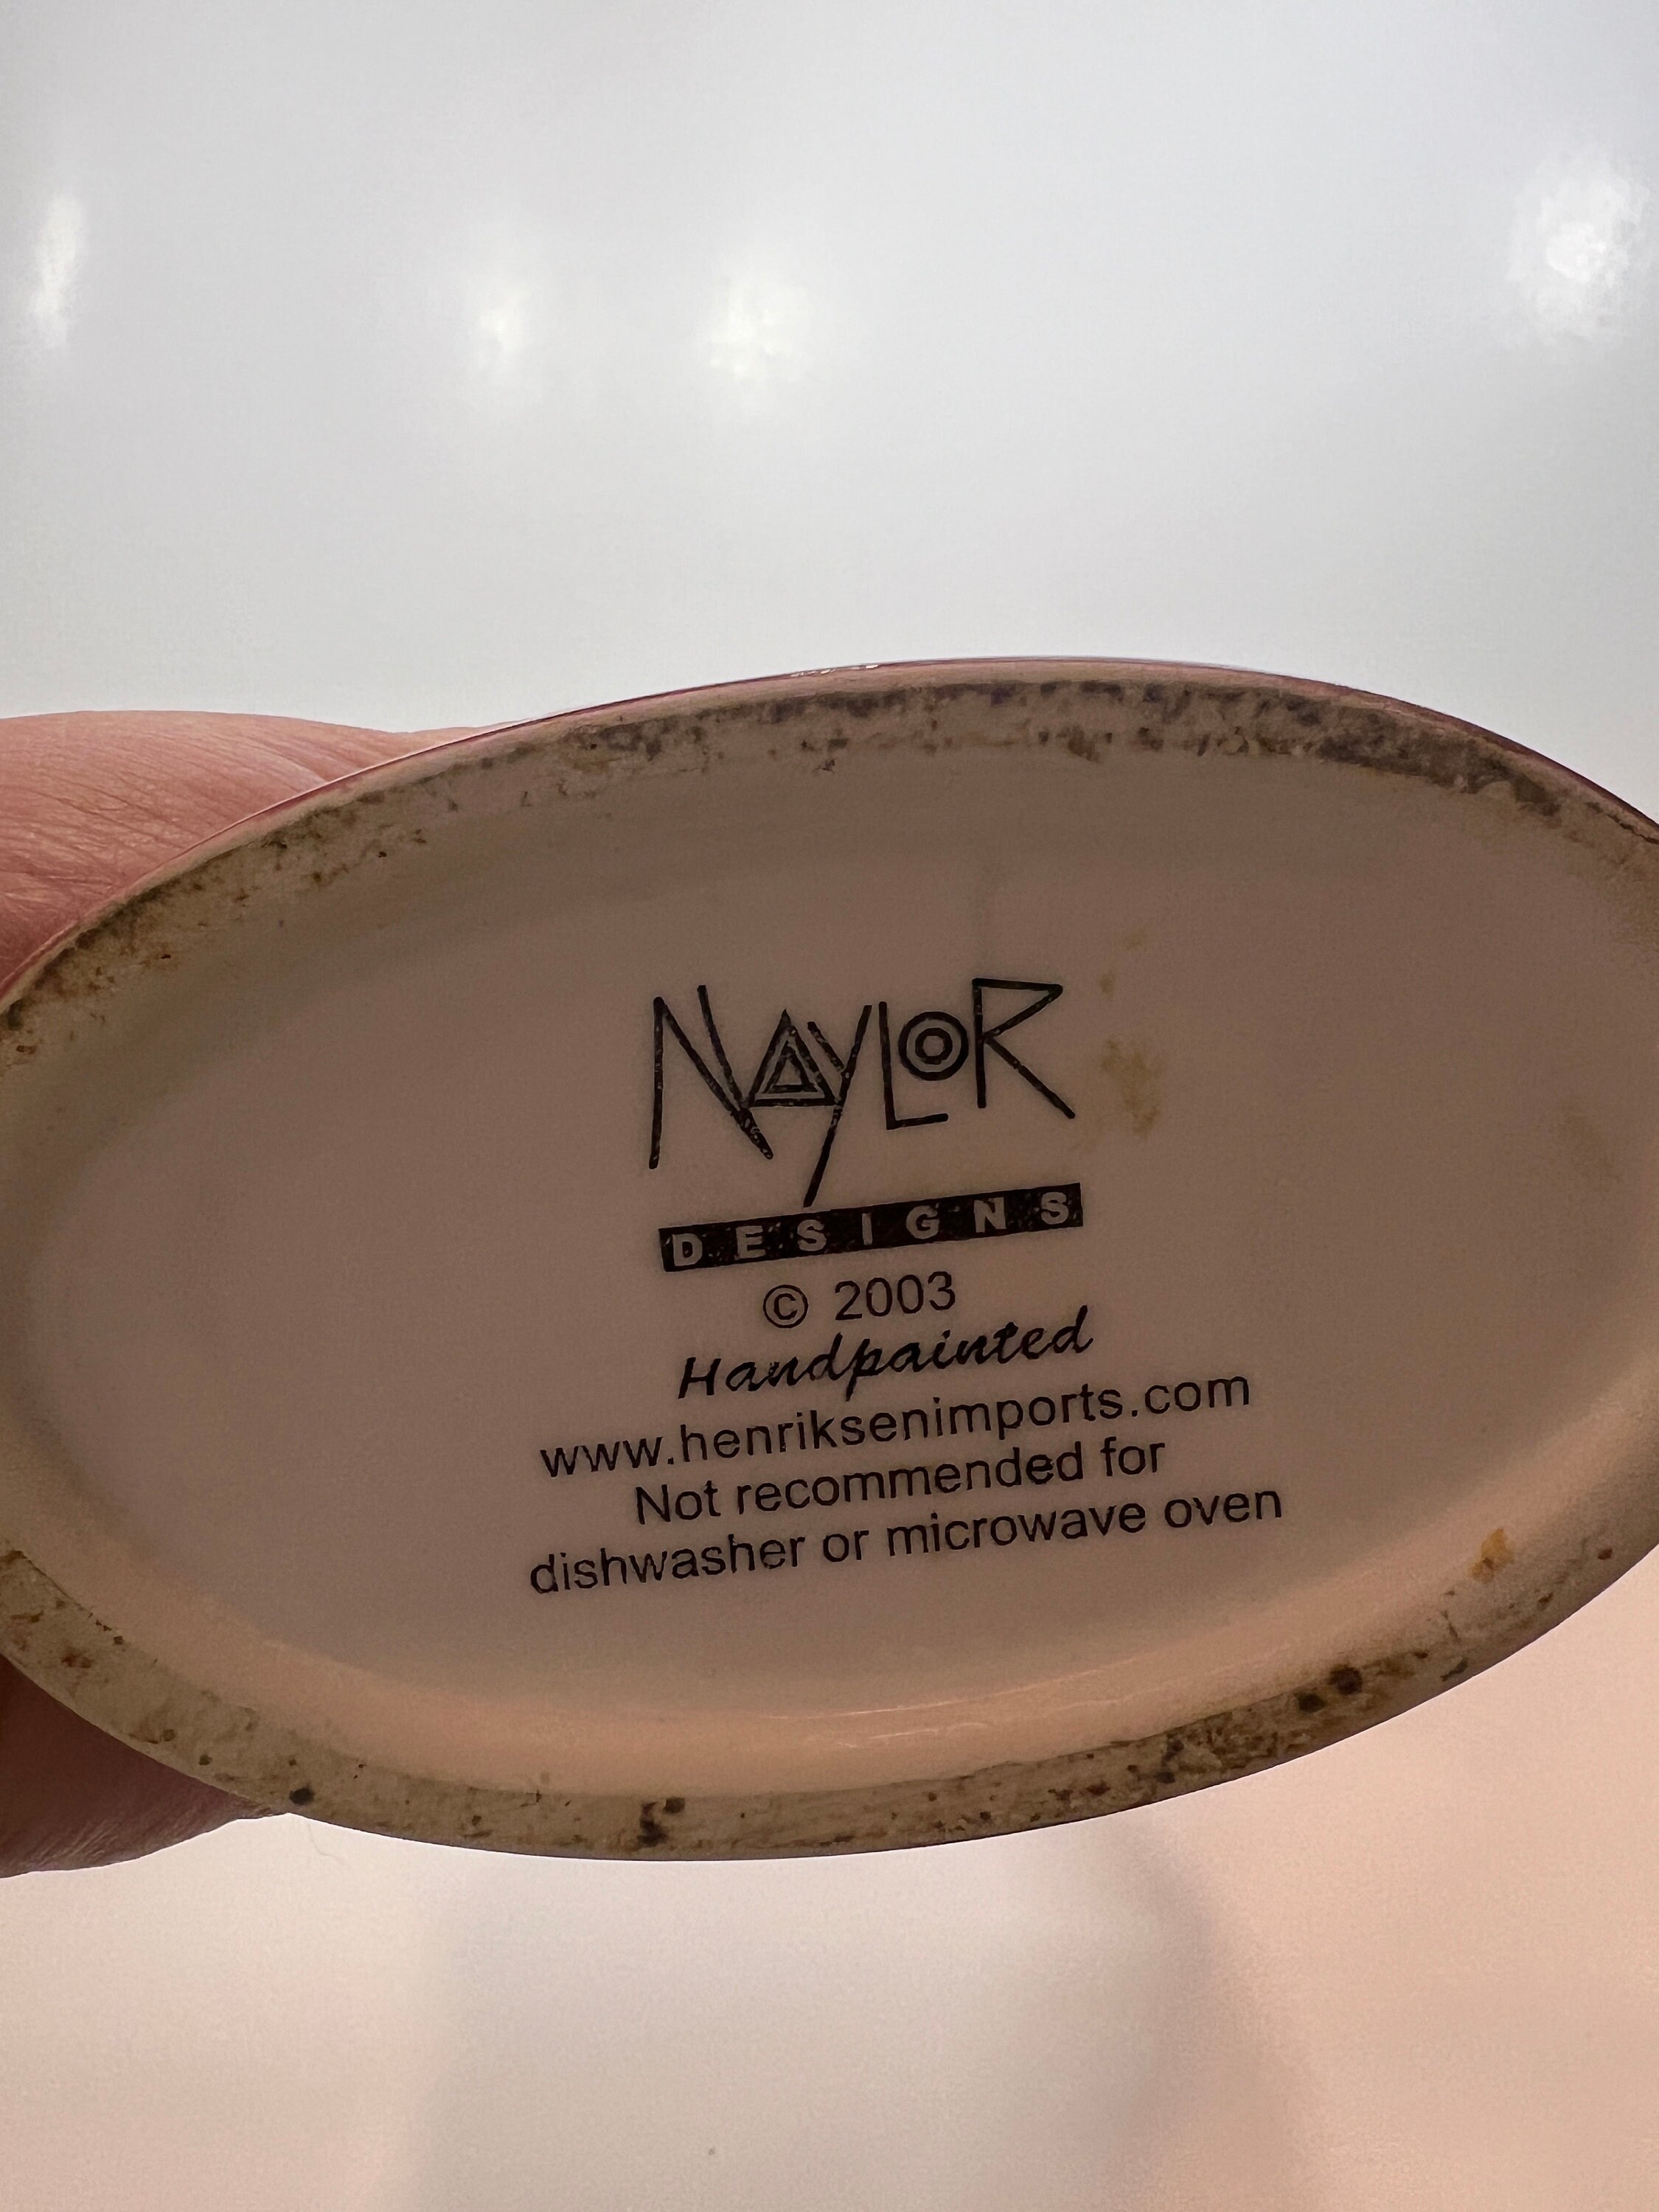 NAyLOR
DESIGNS
© 2003
Handpainted
www.henriksenimports.com
Not recommended for
dishwasher or microwave oven